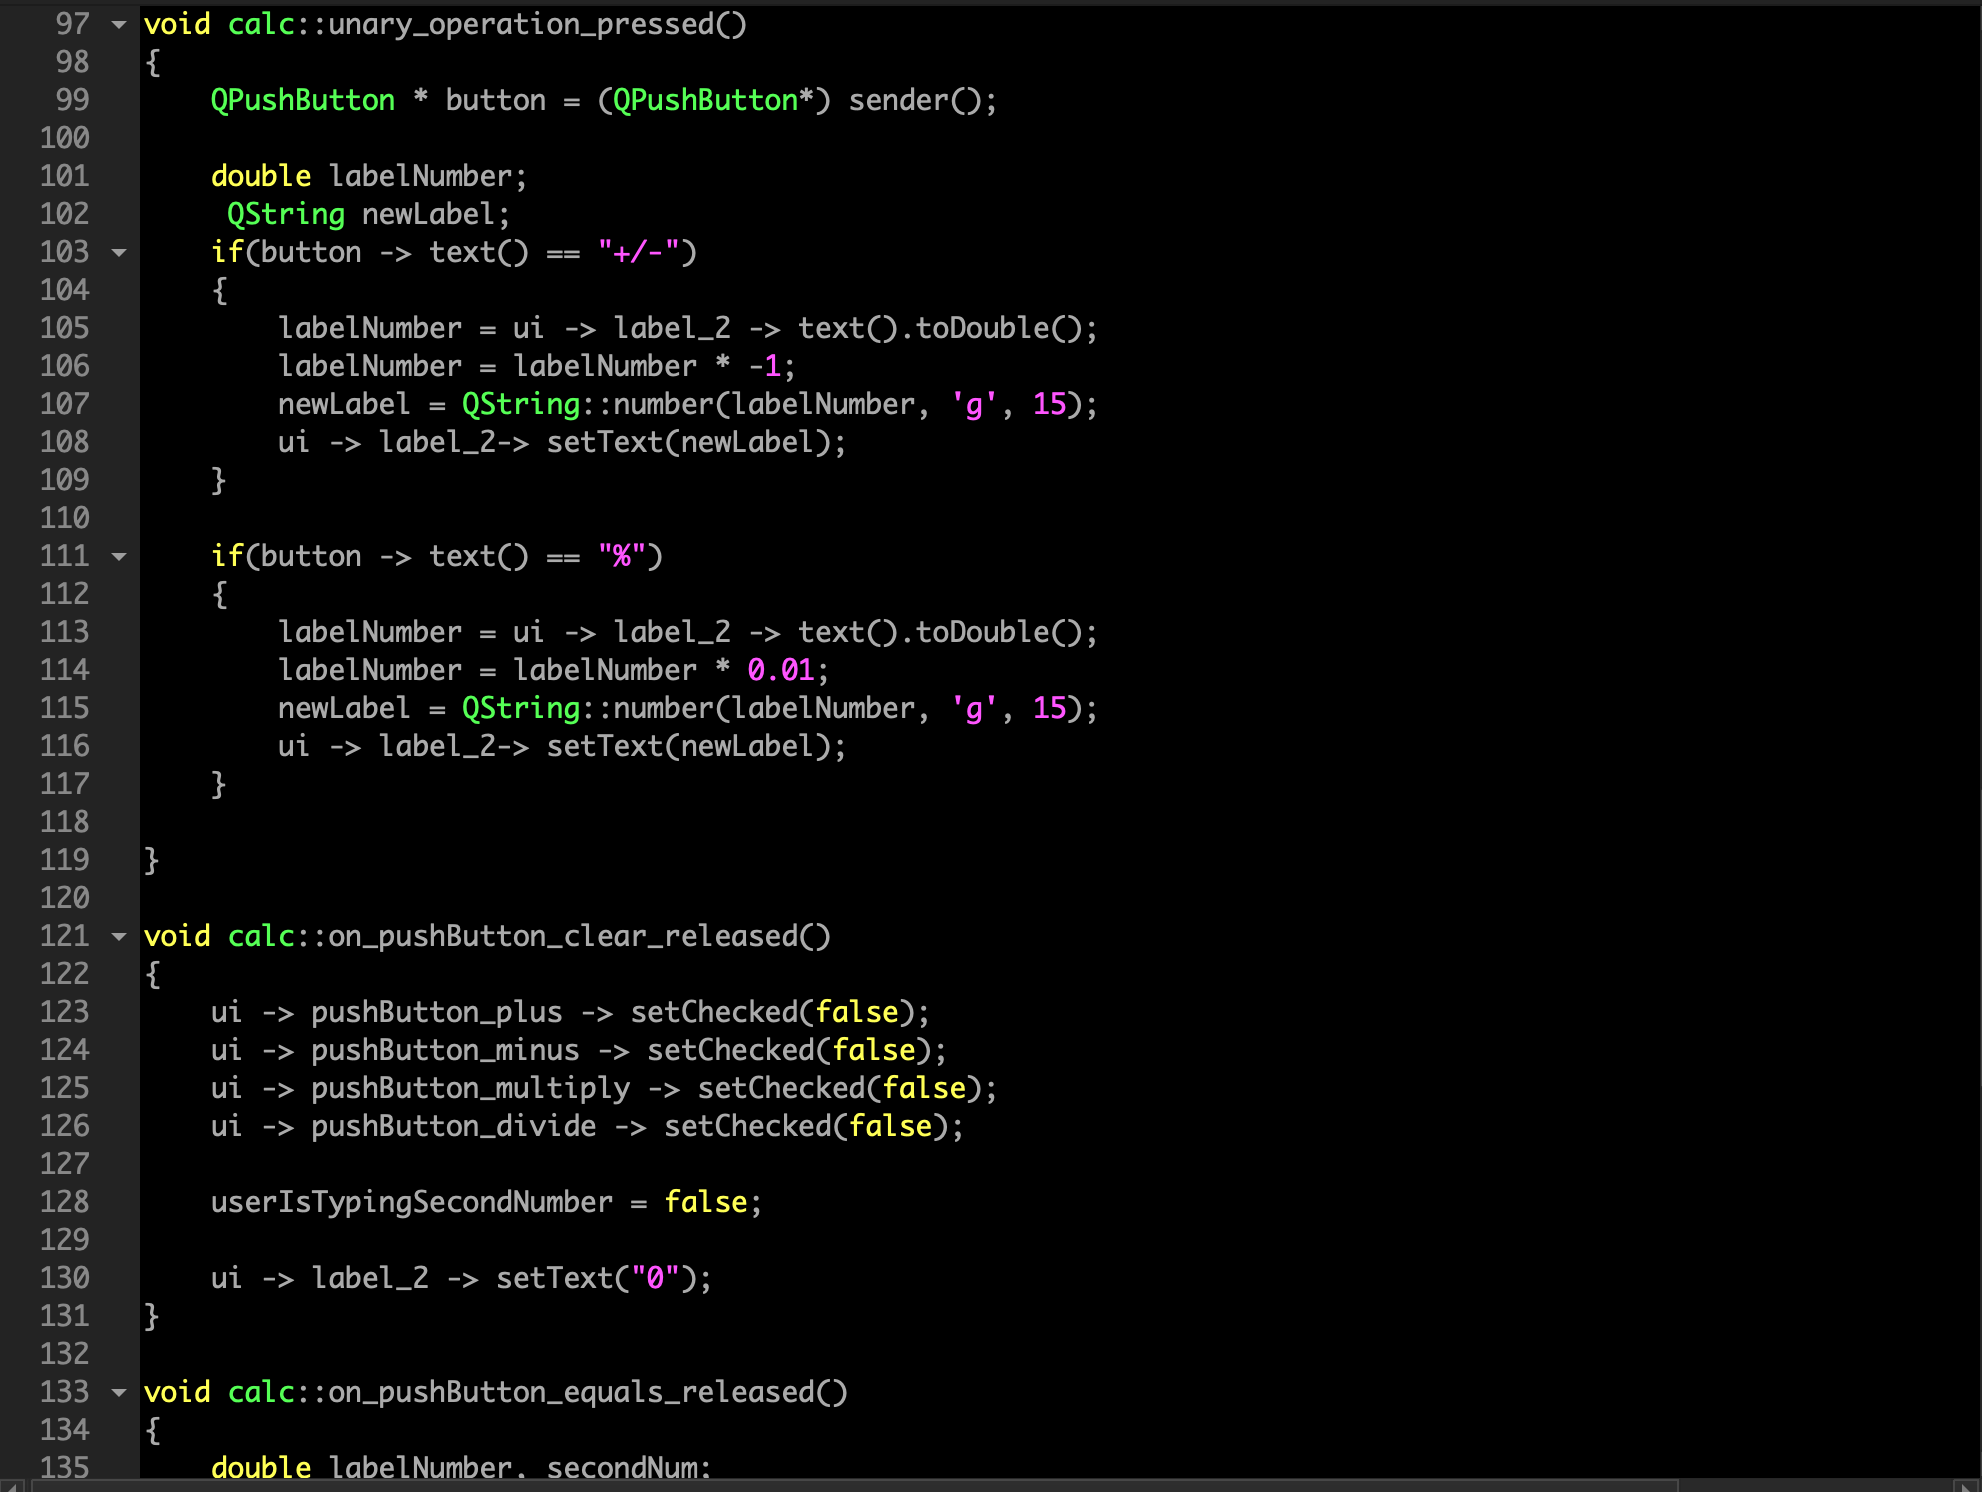 97 void calc::unary_operation_pressed()
98 {
99 QPushButton * button = (QPushButton*) sender();
100
101 double labelNumber;
102 QString newLabel;
103 if(button -> text() == "+/-")
104 {
105 labelNumber = ui -> label_2 -> text().toDouble();
106 labelNumber = labelNumber * -1;
107 newLabel = QString::number(labelNumber, 'g', 15);
108 ui -> label_2-> setText(newLabel);
109 }
110
111 if(button -> text() == "%")
112 {
113 labelNumber = ui -> label_2 -> text().toDouble();
114 labelNumber = labelNumber * 0.01;
115 newLabel = QString::number(labelNumber, 'g', 15);
116 ui -> label_2-> setText(newLabel);
117 }
118
119 }
120
121 void calc::on_pushButton_clear_released()
122 {
123 ui -> pushButton_plus -> setChecked(false);
124 ui -> pushButton_minus -> setChecked(false);
125 ui -> pushButton_multiply -> setChecked(false);
126 ui -> pushButton_divide -> setChecked(false);
127
128 userIsTypingSecondNumber = false;
129
130 ui -> label_2 -> setText("0");
131 }
132
133 void calc::on_pushButton_equals_released()
134 {
135 double labelNumber, secondNum;